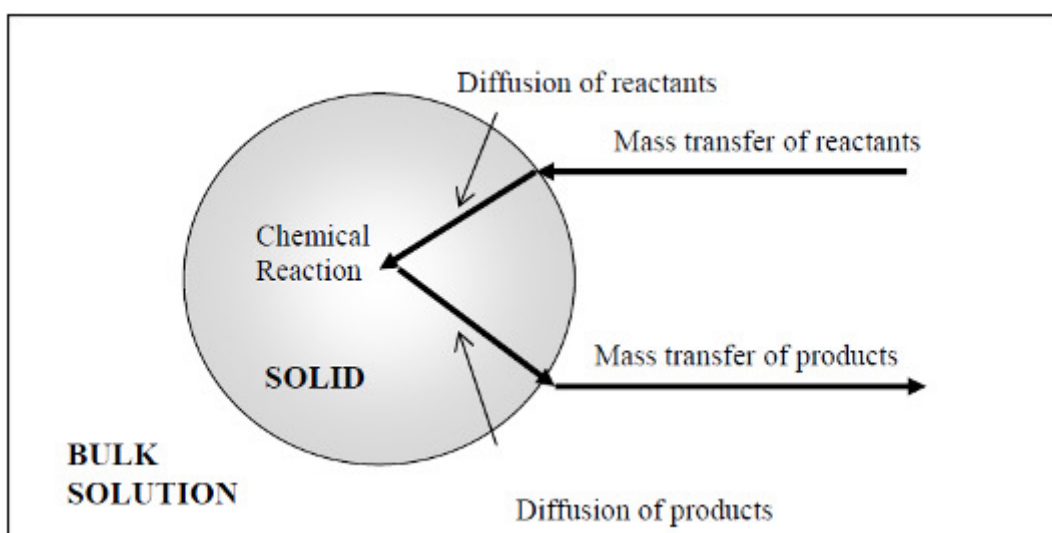 Diffusion of reactants
Mass transfer of reactants
Chemical
Reaction
Mass transfer of products
SOLID
BULK
SOLUTION
Diffusion of products